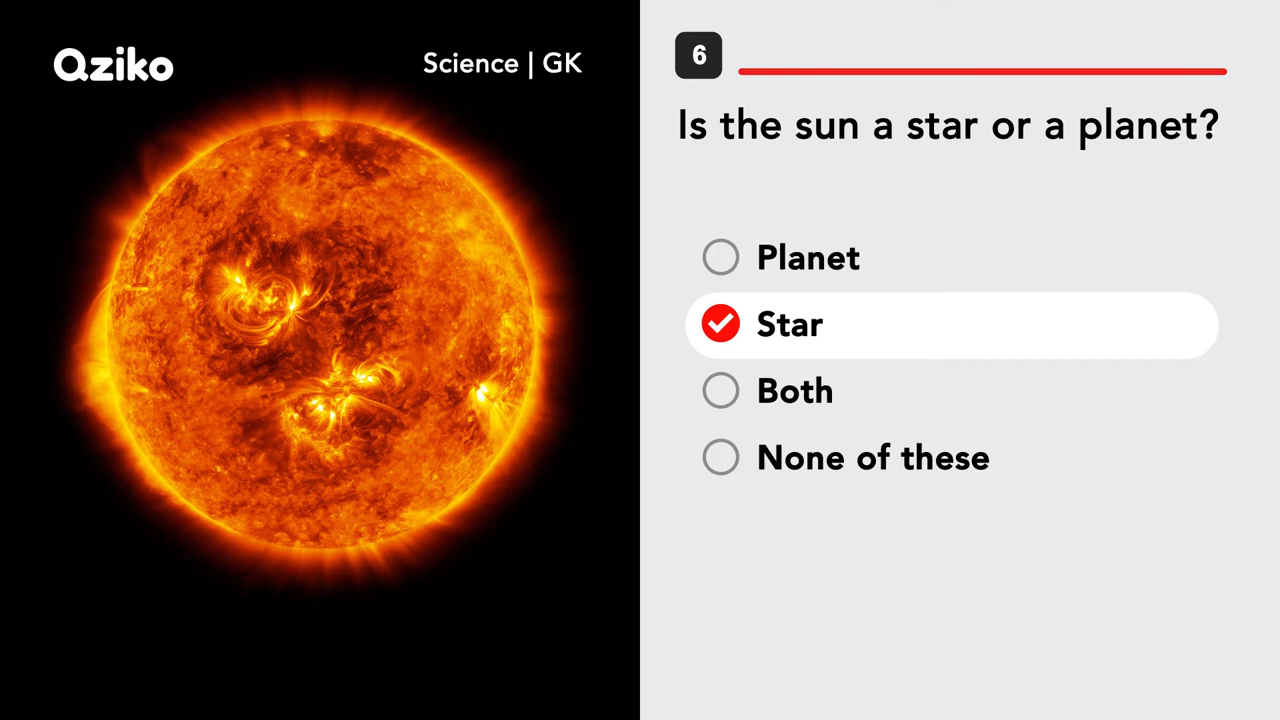 Qziko
Science | GK
6
Is the sun a star or a planet?
Planet
Star
Both
None of these